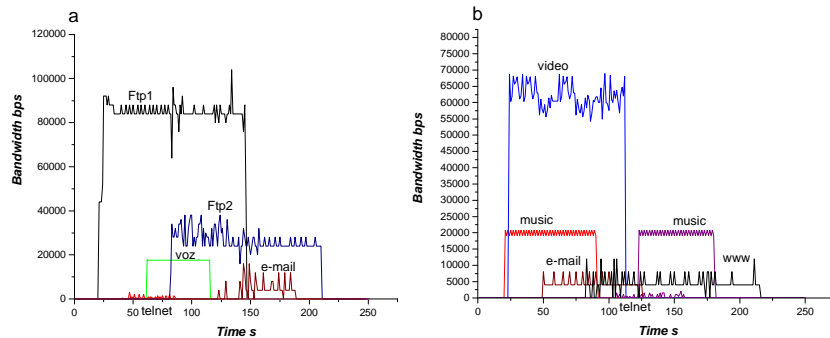 a
120000
100000
80000
60000
40000
20000
0
0
50
100
150
200
250
Bandwidth bps
Time s
Ftp1
Ftp2
voz
e-mail
telnet
b
80000
75000
70000
65000
60000
55000
50000
45000
40000
35000
30000
25000
20000
15000
10000
5000
0
0
50
100
150
200
250
Bandwidth bps
Time s
video
music
music
e-mail
www
telnet